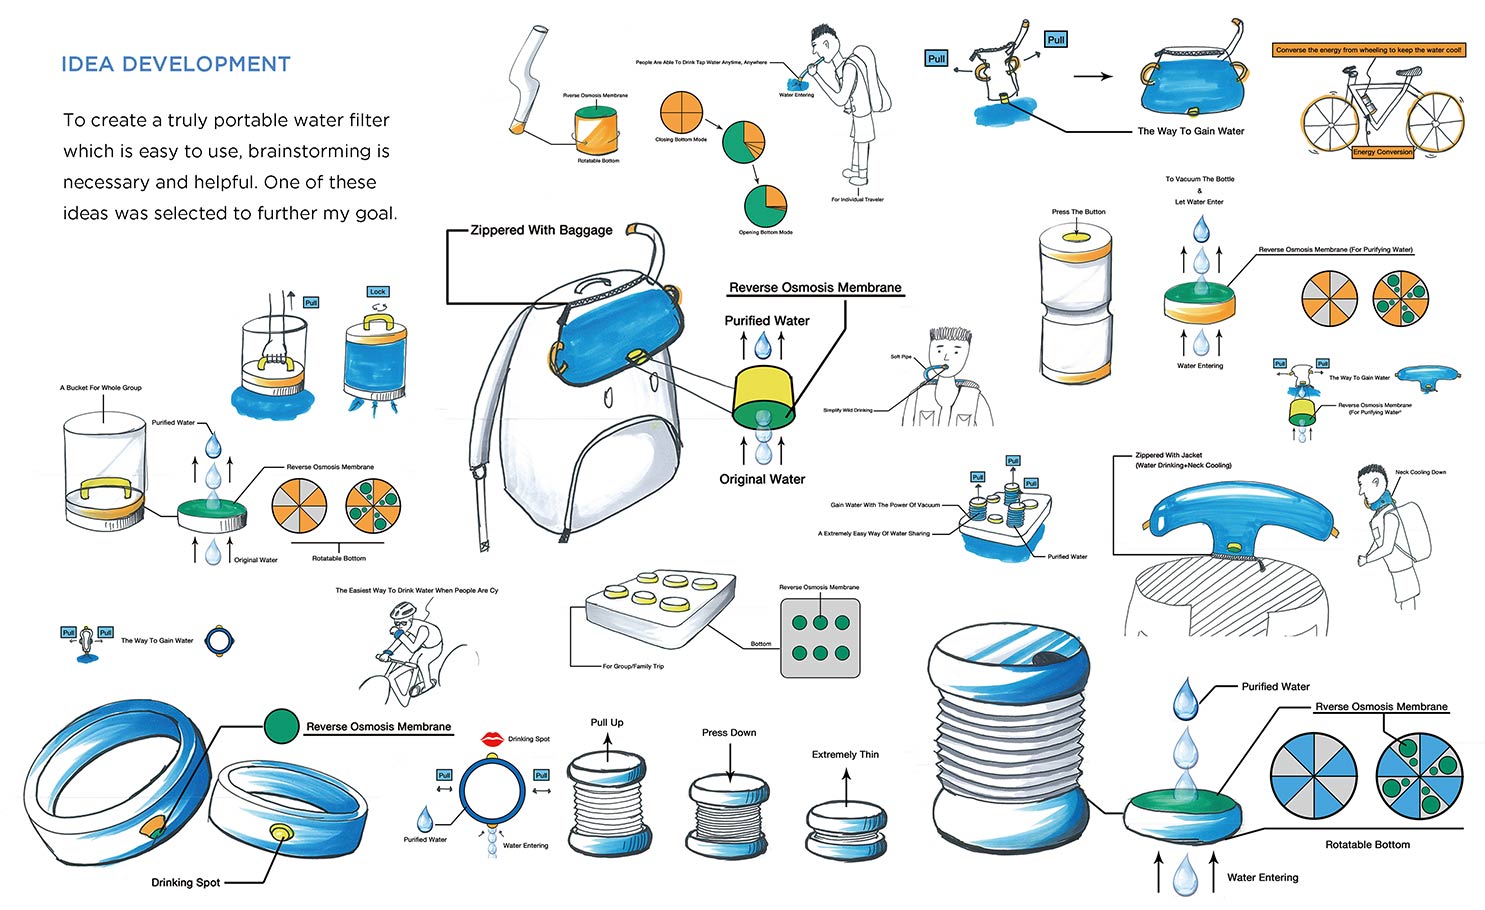 IDEA DEVELOPMENT
To create a truly portable water filter
which is easy to use, brainstorming is
necessary and helpful. One of these
ideas was selected to further my goal.
People Are Able To Drink Tap Water Anytime, Anywhere
Water Entering
Rverse Osmosis Membrane
Rotatable Bottom
Closing Bottom Mode
Opening Bottom Mode
For Individual Traveler
Pull
Pull
The Way To Gain Water
Converse the energy from wheeling to keep the water cool!
Energy Conversion
To Vacuum The Bottle
&
Let Water Enter
Press The Button
Reverse Osmosis Membrane (For Purifying Water)
Water Entering
Zippered With Baggage
Reverse Osmosis Membrane
Purified Water
Original Water
Pull
Lock
A Bucket For Whole Group
Purified Water
Reverse Osmosis Membrane
Original Water
Rotatable Bottom
Soft Pipe
Simplify Wild Drinking
Pull
Pull
The Way To Gain Water
Reverse Osmosis Membrane
(For Purifying Water)
Pull
Pull
Pull
Gain Water With The Power Of Vacuum
A Extremely Easy Way Of Water Sharing
Purified Water
Zippered With Jacket
(Water Drinking+Neck Cooling)
Neck Cooling Down
The Easiest Way To Drink Water When People Are Cy
Pull
Pull
The Way To Gain Water
Reverse Osmosis Membrane
Bottom
For Group/Family Trip
Reverse Osmosis Membrane
Drinking Spot
Drinking Spot
Pull
Pull
Purified Water
Water Entering
Pull Up
Press Down
Extremely Thin
Purified Water
Rverse Osmosis Membrane
Rotatable Bottom
Water Entering